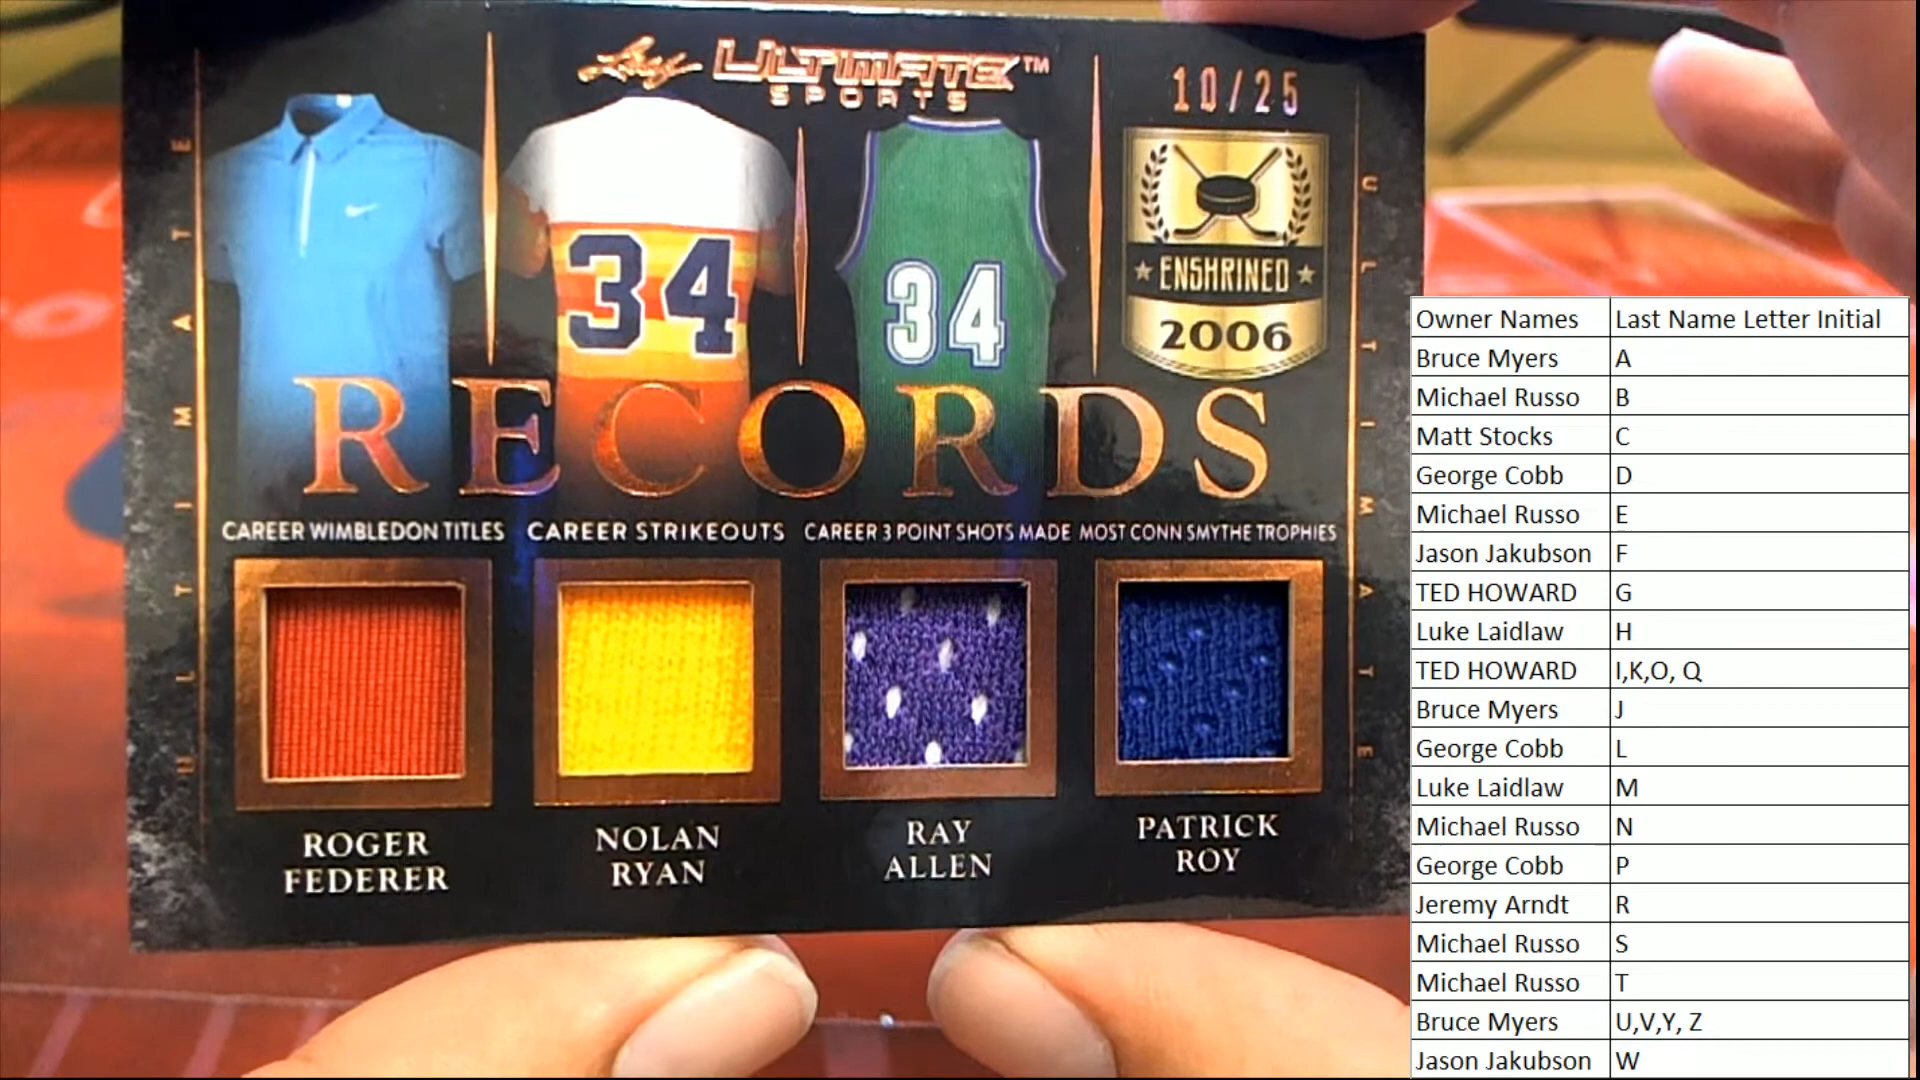 Leaf ULTIMATE™
SPORTS
10/25
ULTIMATE
ULTIMATE
34
34
ENSHRINED
2006
RECORDS
CAREER WIMBLEDON TITLES
CAREER STRIKEOUTS
CAREER 3 POINT SHOTS MADE
MOST CONN SMYTHE TROPHIES
ROGER
FEDERER
NOLAN
RYAN
RAY
ALLEN
PATRICK
ROY
Owner Names Last Name Letter Initial
Bruce Myers A
Michael Russo B
Matt Stocks C
George Cobb D
Michael Russo E
Jason Jakubson F
TED HOWARD G
Luke Laidlaw H
TED HOWARD I,K,O, Q
Bruce Myers J
George Cobb L
Luke Laidlaw M
Michael Russo N
George Cobb P
Jeremy Arndt R
Michael Russo S
Michael Russo T
Bruce Myers U,V,Y, Z
Jason Jakubson W